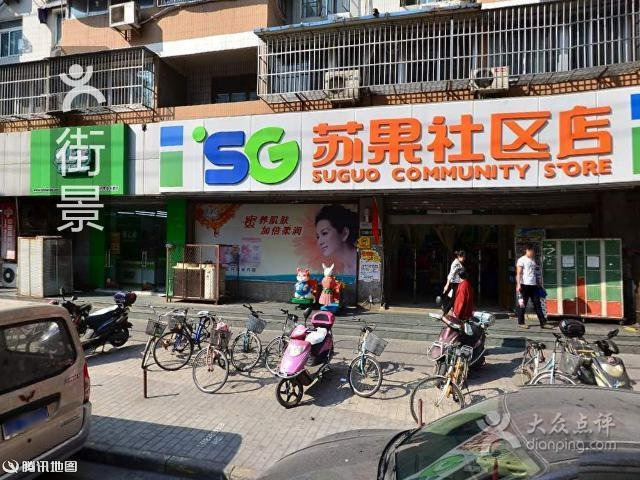 街景
SG 苏果社区店
SUGUO COMMUNITY STORE
蜜 养肌肤
加倍柔润
大众点评
dianping.com
腾讯地图